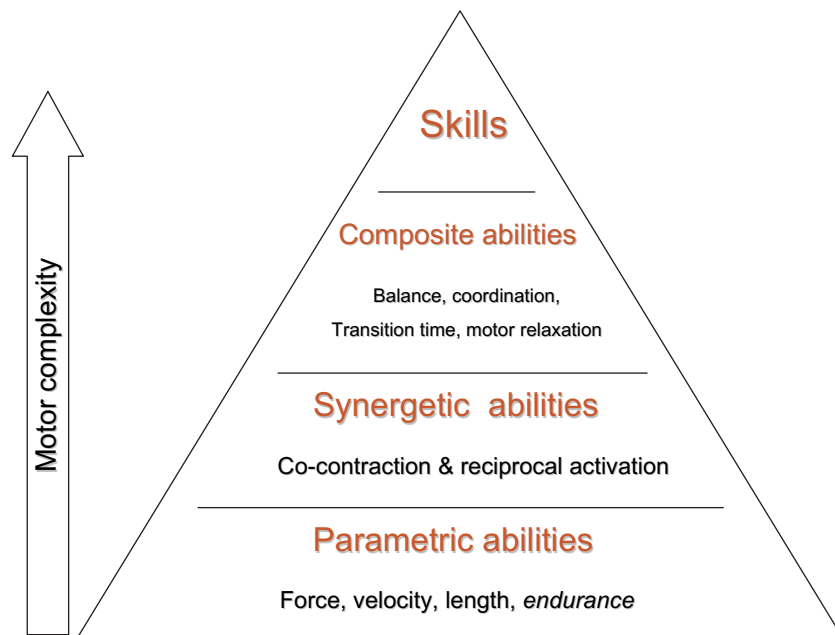 Skills
Composite abilities
Balance, coordination,
Transition time, motor relaxation
Synergetic abilities
Co-contraction & reciprocal activation
Parametric abilities
Force, velocity, length, endurance
Motor complexity